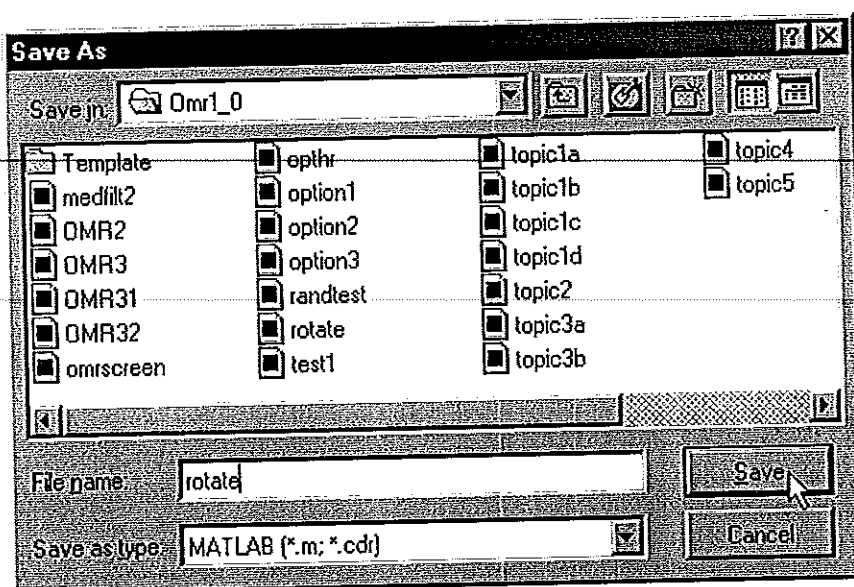 Save As
Save in: Omr1_0
Template
medfilt2
OMR2
OMR3
OMR31
OMR32
omrscreen
opthr
option1
option2
option3
randtest
rotate
test1
topic1a
topic1b
topic1c
topic1d
topic2
topic3a
topic3b
topic4
topic5
File name: rotate
Save
Save as type: MATLAB (*.m; *.cdr)
Cancel